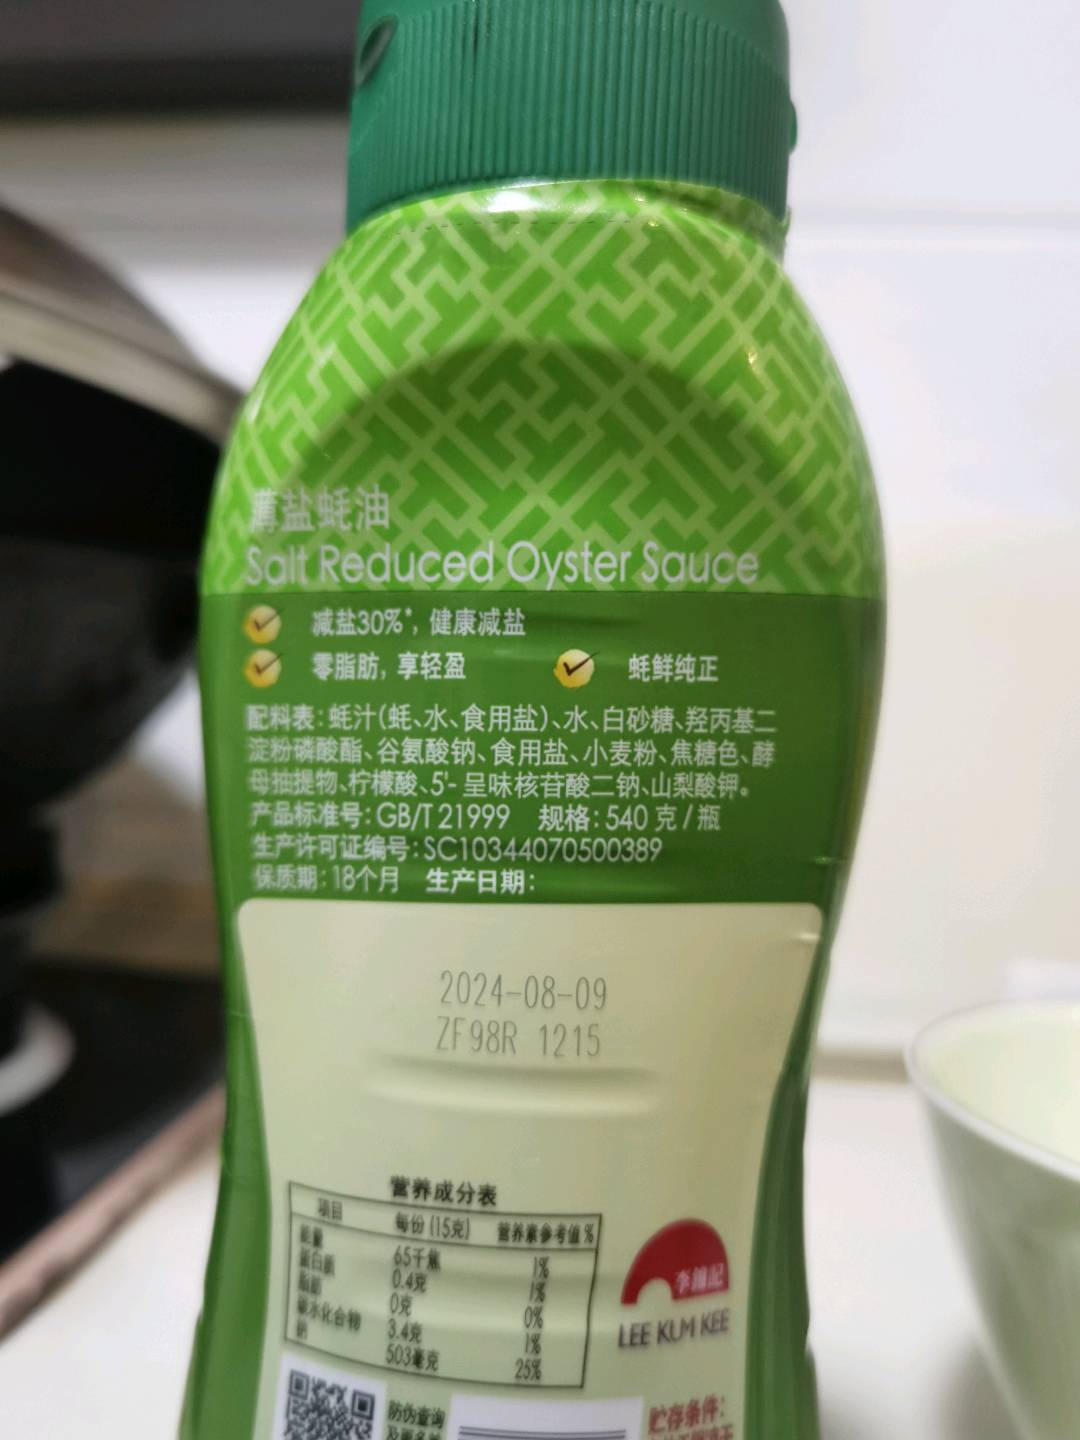 薄盐蚝油
Salt Reduced Oyster Sauce
减盐30%*, 健康减盐
零脂肪, 享轻盈 蚝鲜纯正
配料表: 蚝汁(蚝、水、食用盐)、水、白砂糖、羟丙基二
淀粉磷酸酯、谷氨酸钠、食用盐、小麦粉、焦糖色、酵
母抽提物、柠檬酸、5'- 呈味核苷酸二钠、山梨酸钾。
产品标准号: GB/T 21999 规格: 540 克 / 瓶
生产许可证编号: SC10344070500389
保质期: 18个月 生产日期:
2024-08-09
ZF98R 1215
营养成分表
项目 每份 (15克) 营养素参考值%
能量 65千焦 1%
蛋白质 0.4克 1%
脂肪 0克 0%
碳水化合物 3.4克 1%
钠 503毫克 25%
李锦記
LEE KUM KEE
防伪查询
贮存条件: